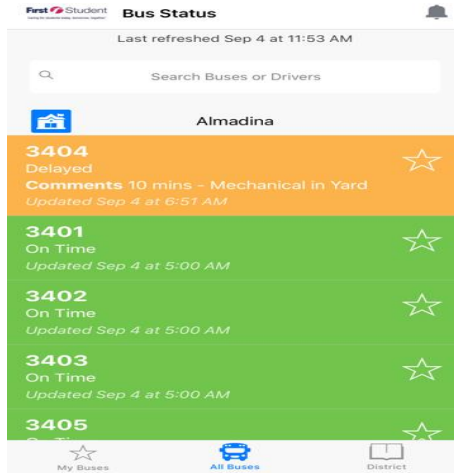 First Student
Bus Status
Last refreshed Sep 4 at 11:53 AM
Search Buses or Drivers
Almadina
3404
Delayed
Comments 10 mins - Mechanical in Yard
Updated Sep 4 at 6:51 AM
3401
On Time
Updated Sep 4 at 5:00 AM
3402
On Time
Updated Sep 4 at 5:00 AM
3403
On Time
Updated Sep 4 at 5:00 AM
3405
My Buses
All Buses
District